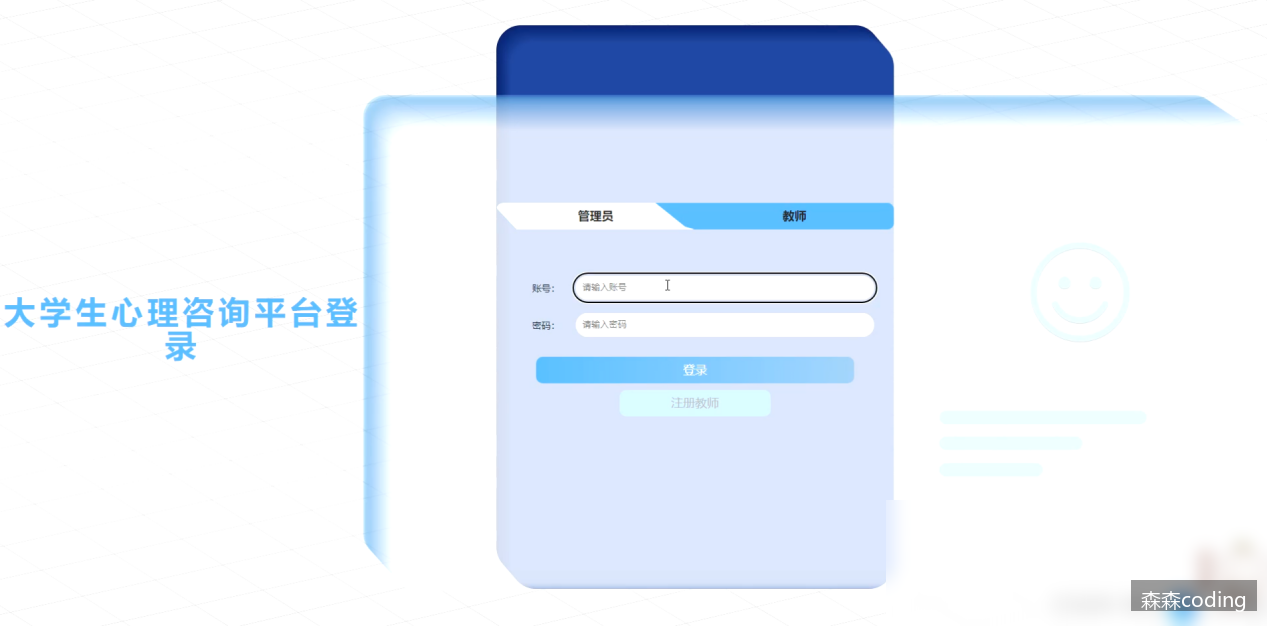 大学生心理咨询平台登
录
管理员
教师
账号：
请输入账号
密码：
请输入密码
登录
注册教师
森森coding